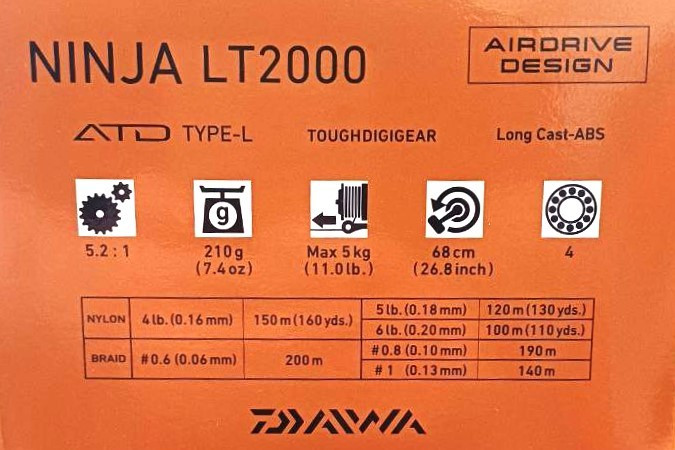 NINJA LT2000
AIRDRIVE
DESIGN
ATD TYPE-L
TOUGHDIGIGEAR
Long Cast-ABS
g
5.2 : 1
210g
(7.4oz)
Max 5kg
(11.0lb.)
68cm
(26.8inch)
4
NYLON 4lb.(0.16mm) 150m(160yds.) 5lb.(0.18mm) 120m(130yds.)
6lb.(0.20mm) 100m(110yds.)
BRAID #0.6(0.06mm) 200m #0.8(0.10mm) 190m
#1 (0.13mm) 140m
DAIWA